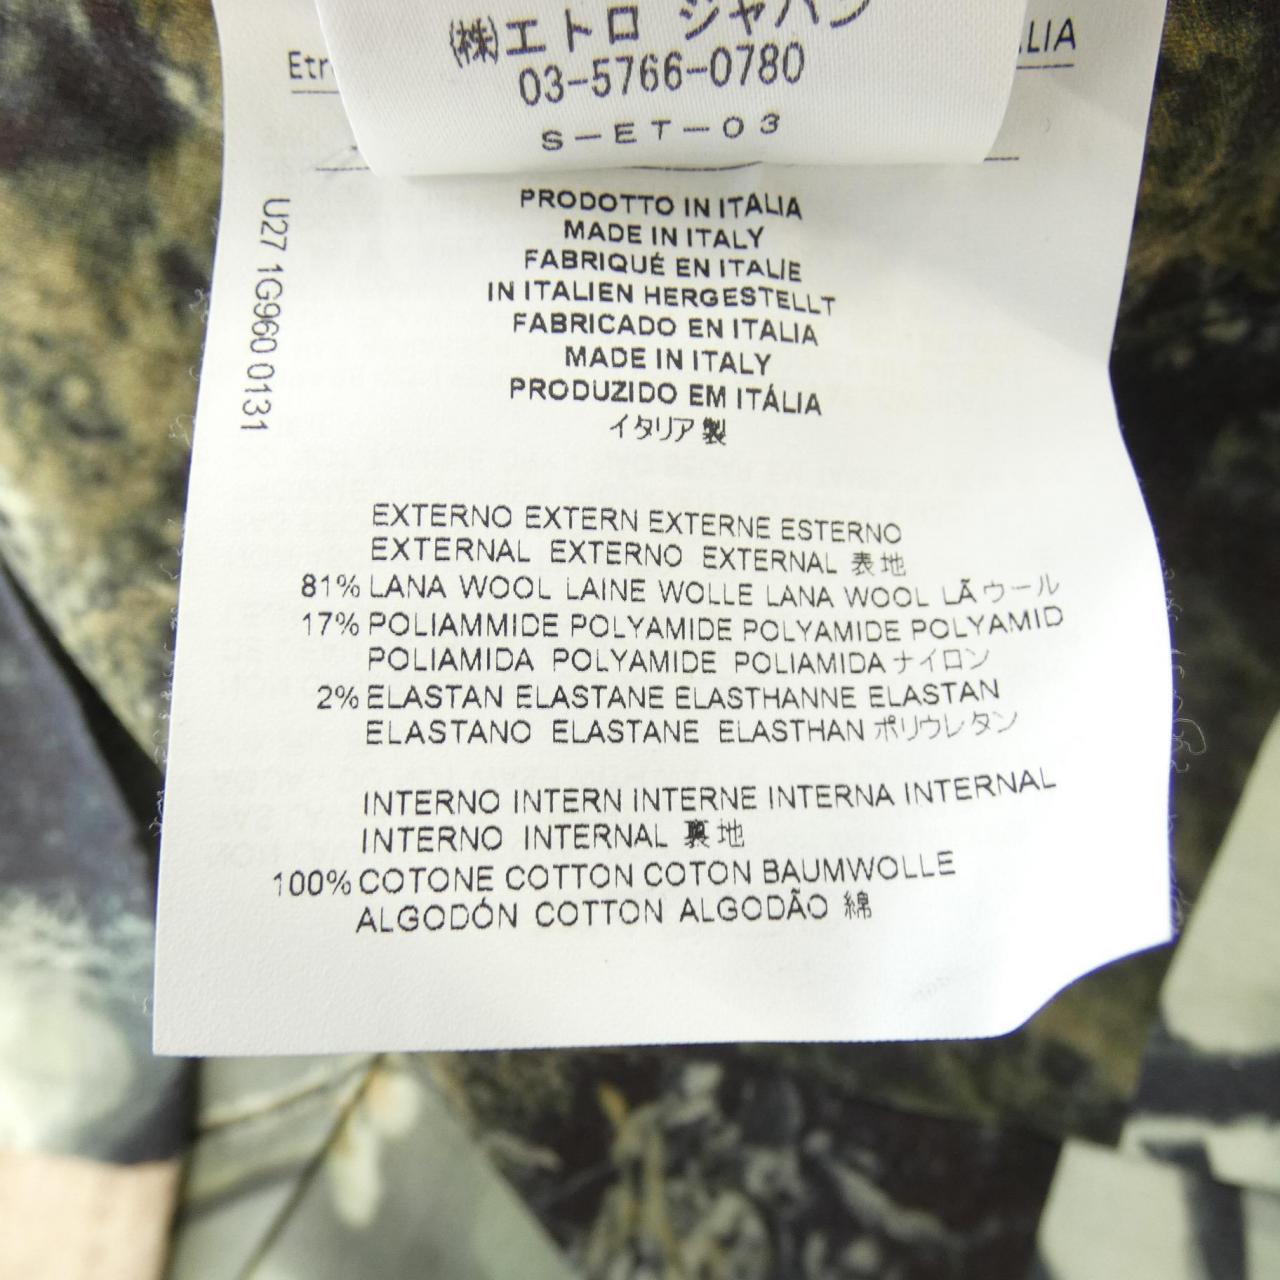 (株)エトロ ジャパン
03-5766-0780
S-ET-03
Etr
ALIA
U27 1G960 0131
PRODOTTO IN ITALIA
MADE IN ITALY
FABRIQUÉ EN ITALIE
IN ITALIEN HERGESTELLT
FABRICADO EN ITALIA
MADE IN ITALY
PRODUZIDO EM ITÁLIA
イタリア製
EXTERNO EXTERN EXTERNE ESTERNO
EXTERNAL EXTERNO EXTERNAL 表地
81% LANA WOOL LAINE WOLLE LANA WOOL LÃ ウール
17% POLIAMMIDE POLYAMIDE POLYAMIDE POLYAMID
POLIAMIDA POLYAMIDE POLIAMIDA ナイロン
2% ELASTAN ELASTANE ELASTHANNE ELASTAN
ELASTANO ELASTANE ELASTHAN ポリウレタン
INTERNO INTERN INTERNE INTERNA INTERNAL
INTERNO INTERNAL 裏地
100% COTONE COTTON COTON BAUMWOLLE
ALGODÓN COTTON ALGODÃO 綿